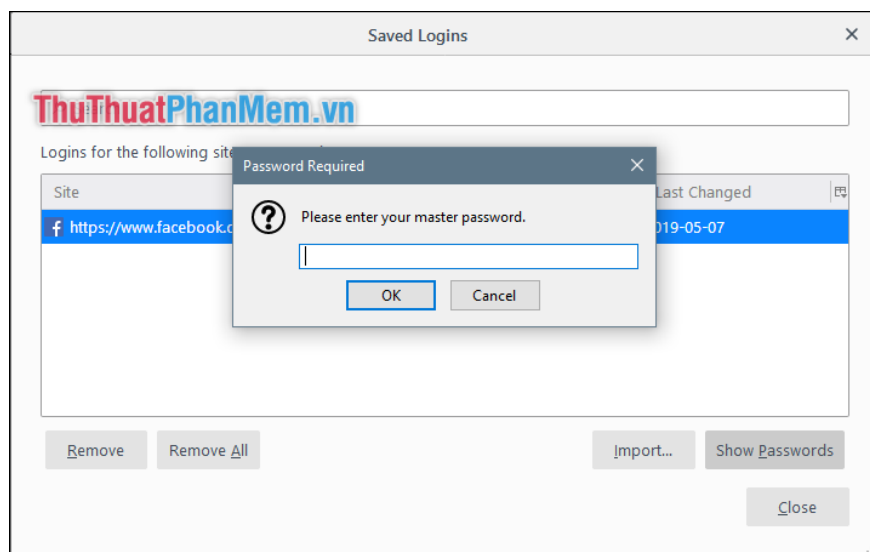 Saved Logins
ThuThuatPhanMem.vn
Logins for the following site
Password Required
Site
Last Changed
Please enter your master password.
https://www.facebook.c
019-05-07
OK
Cancel
Remove
Remove All
Import...
Show Passwords
Close